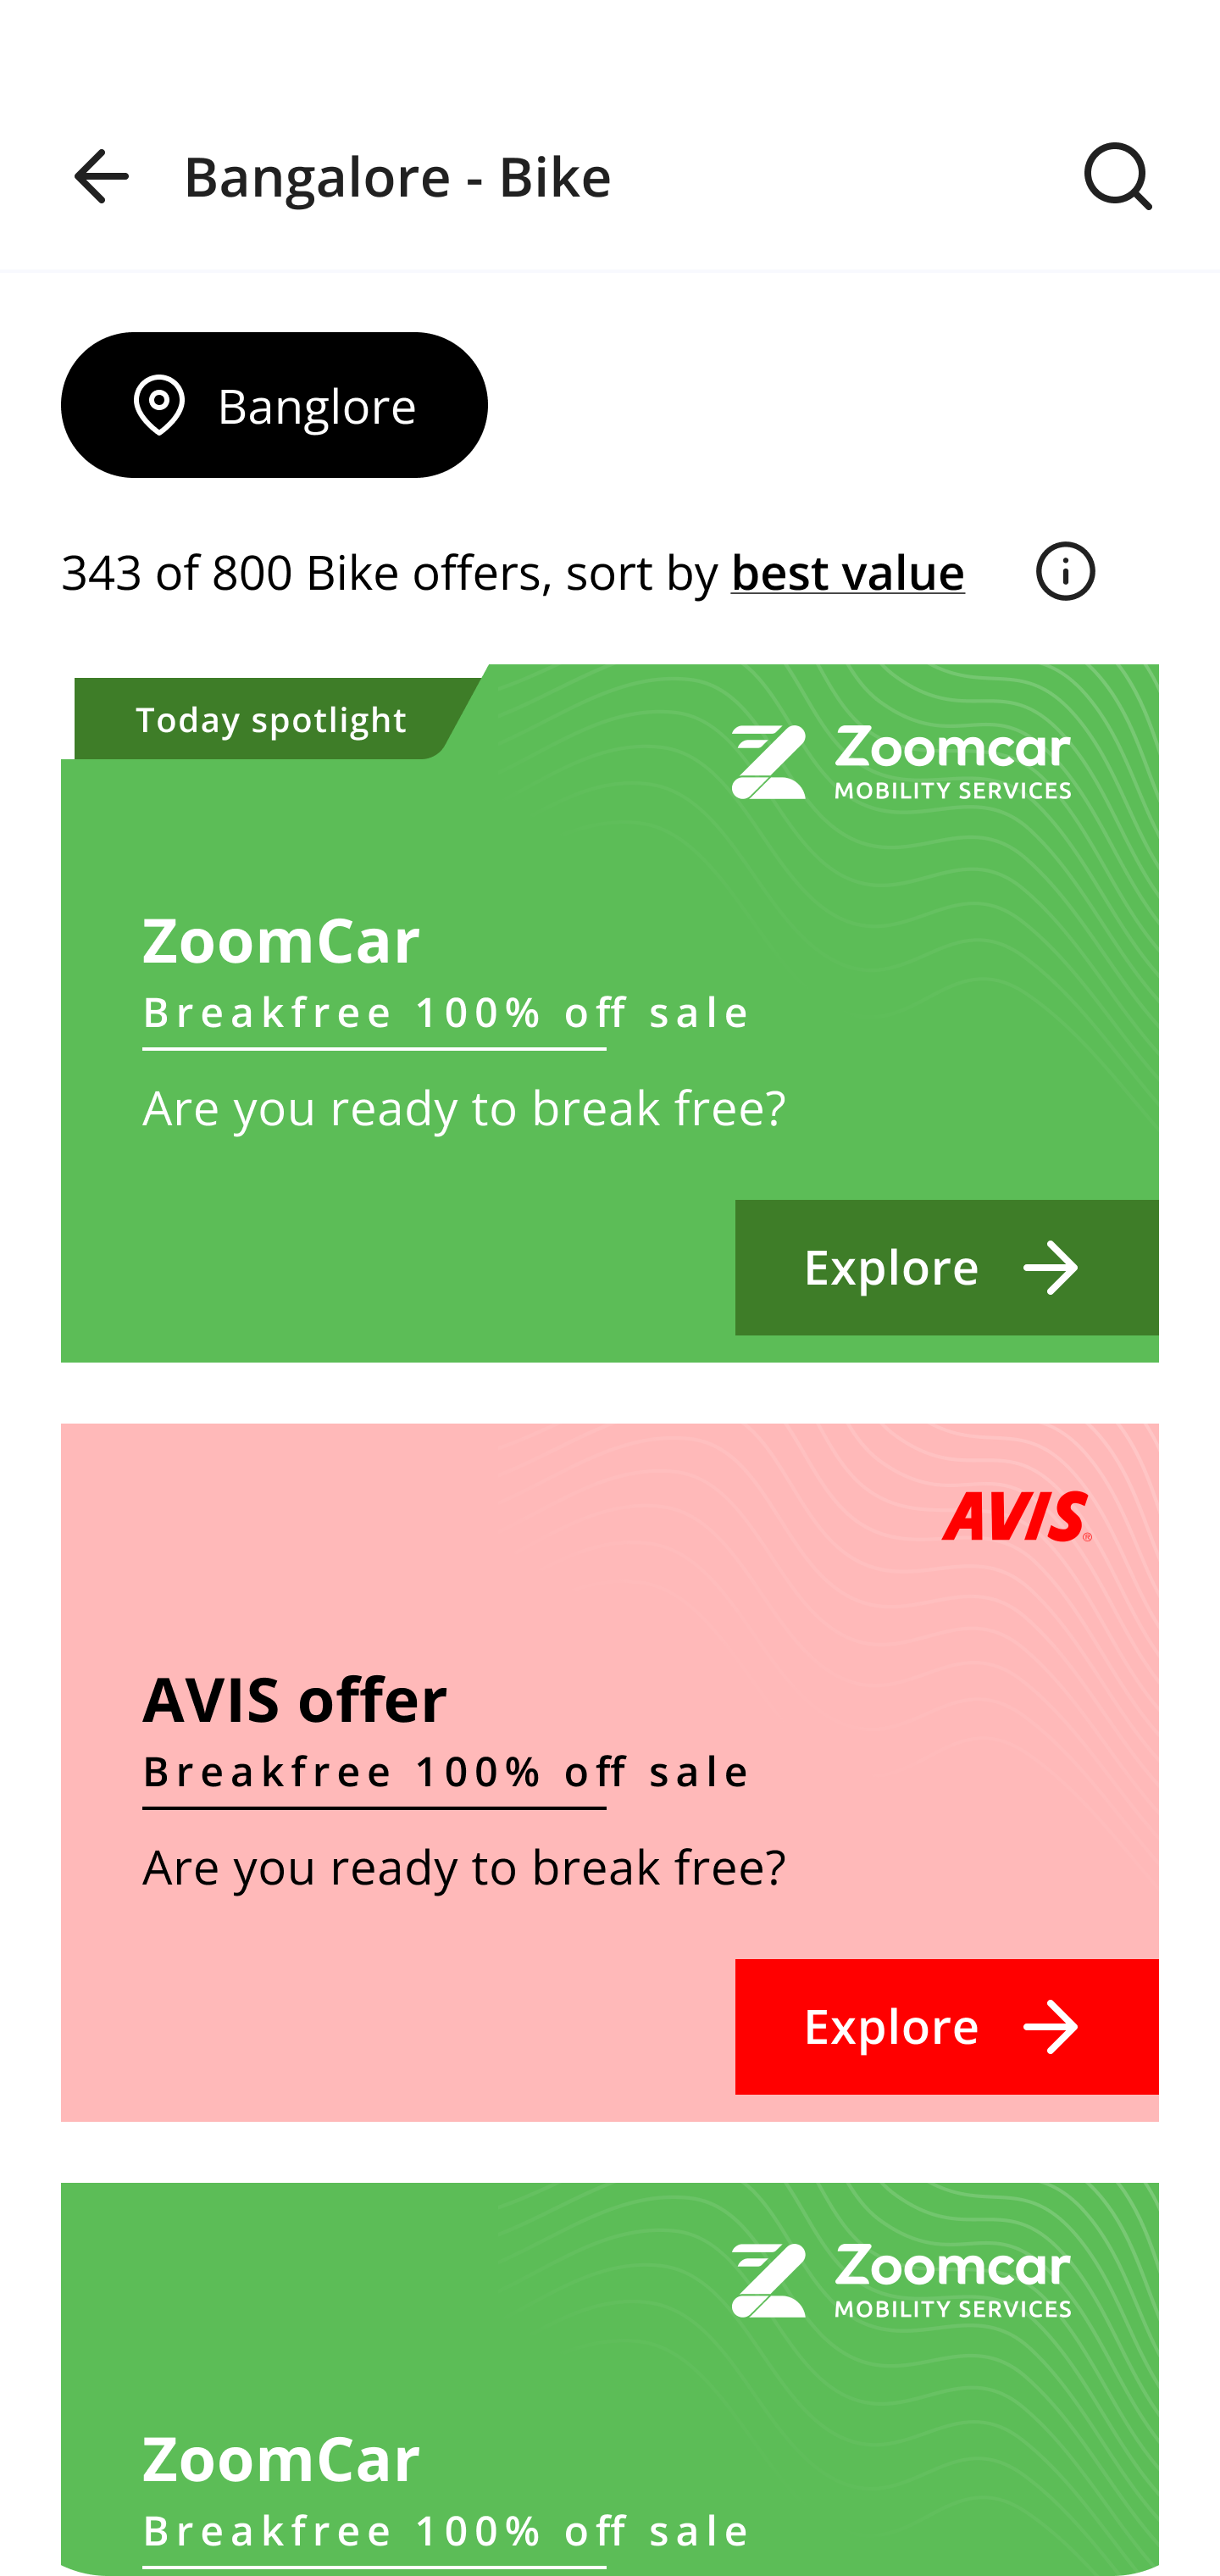 Bangalore - Bike
Banglore
343 of 800 Bike offers, sort by best value
Today spotlight
Zoomcar
MOBILITY SERVICES
ZoomCar
Breakfree 100% off sale
Are you ready to break free?
Explore
AVIS®
AVIS offer
Breakfree 100% off sale
Are you ready to break free?
Explore
Zoomcar
MOBILITY SERVICES
ZoomCar
Breakfree 100% off sale